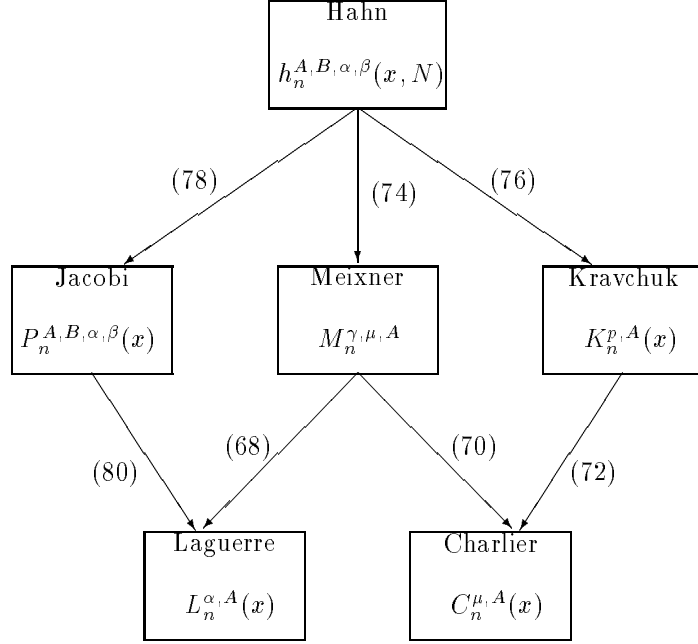 Hahn
h_n^{A,B,α,β}(x,N)
(78)
(74)
(76)
Jacobi
P_n^{A,B,α,β}(x)
Meixner
M_n^{γ,μ,A}
Kravchuk
K_n^{p,A}(x)
(80)
(68)
(70)
(72)
Laguerre
L_n^{α,A}(x)
Charlier
C_n^{μ,A}(x)